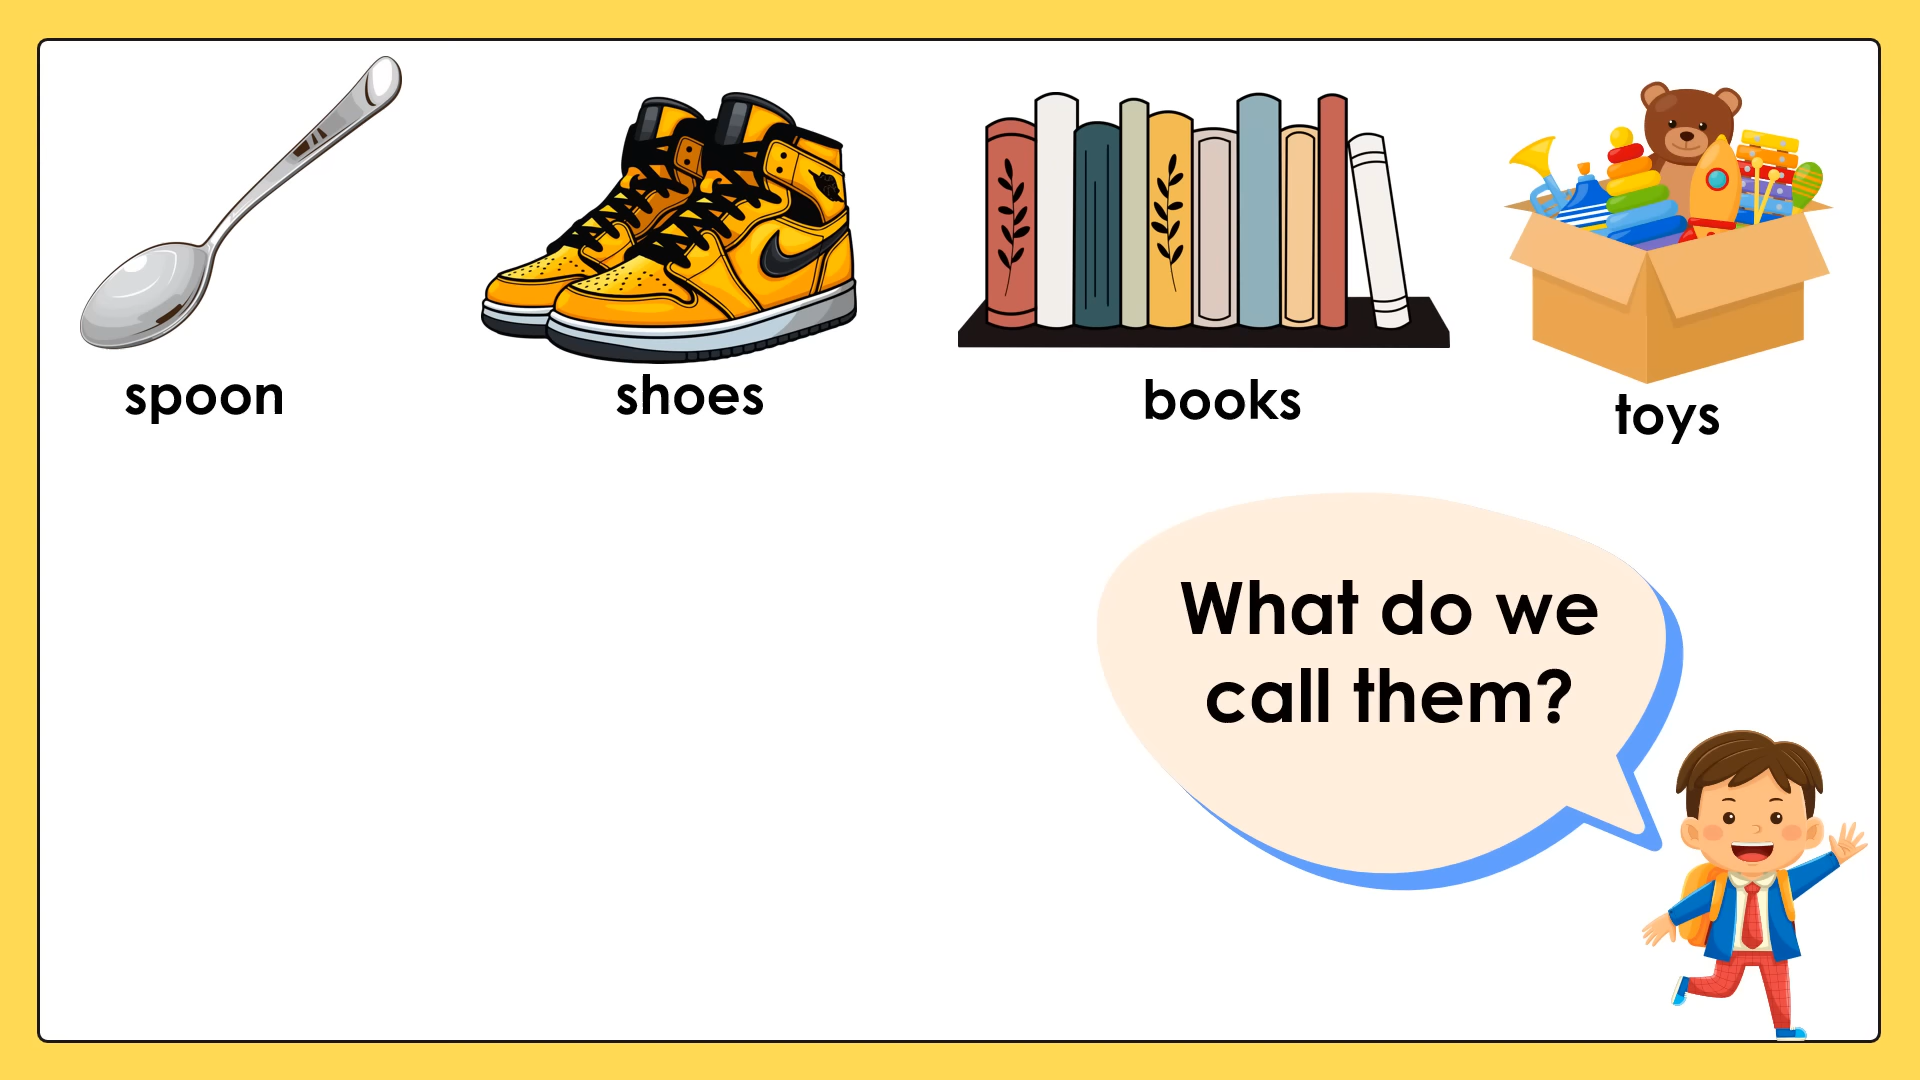 spoon
shoes
books
toys
What do we
call them?